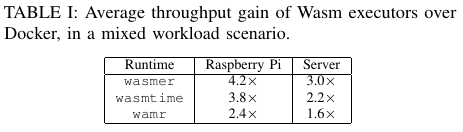 TABLE I: Average throughput gain of Wasm executors over
Docker, in a mixed workload scenario.
Runtime Raspberry Pi Server
wasmer 4.2× 3.0×
wasmtime 3.8× 2.2×
wamr 2.4× 1.6×